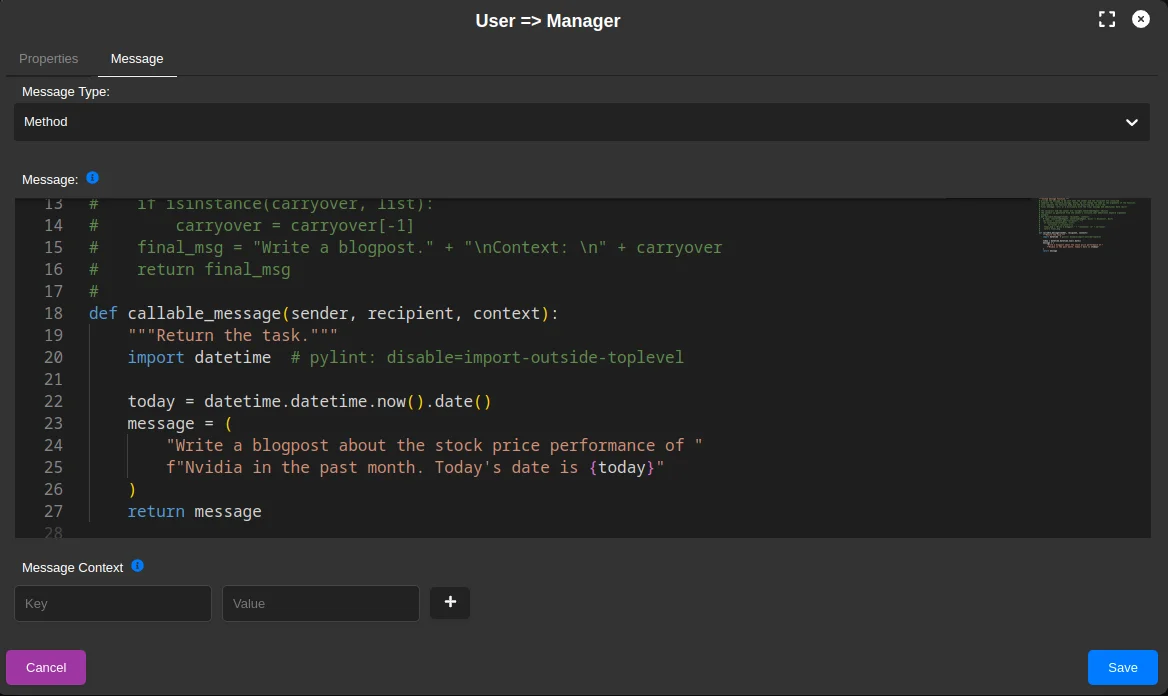 User => Manager
Properties
Message
Message Type:
Method
Message:
13 #    if isinstance(carryover, list):
14 #        carryover = carryover[-1]
15 #    final_msg = "Write a blogpost." + "\nContext: \n" + carryover
16 #    return final_msg
17 #
18 def callable_message(sender, recipient, context):
19     """Return the task."""
20     import datetime  # pylint: disable=import-outside-toplevel
21
22     today = datetime.datetime.now().date()
23     message = (
24         "Write a blogpost about the stock price performance of "
25         f"Nvidia in the past month. Today's date is {today}"
26     )
27     return message
28
Message Context
Key
Value
+
Cancel
Save